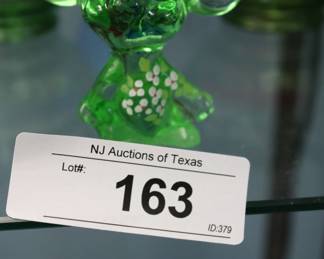 NJ Auctions of Texas
Lot#:
163
ID:379